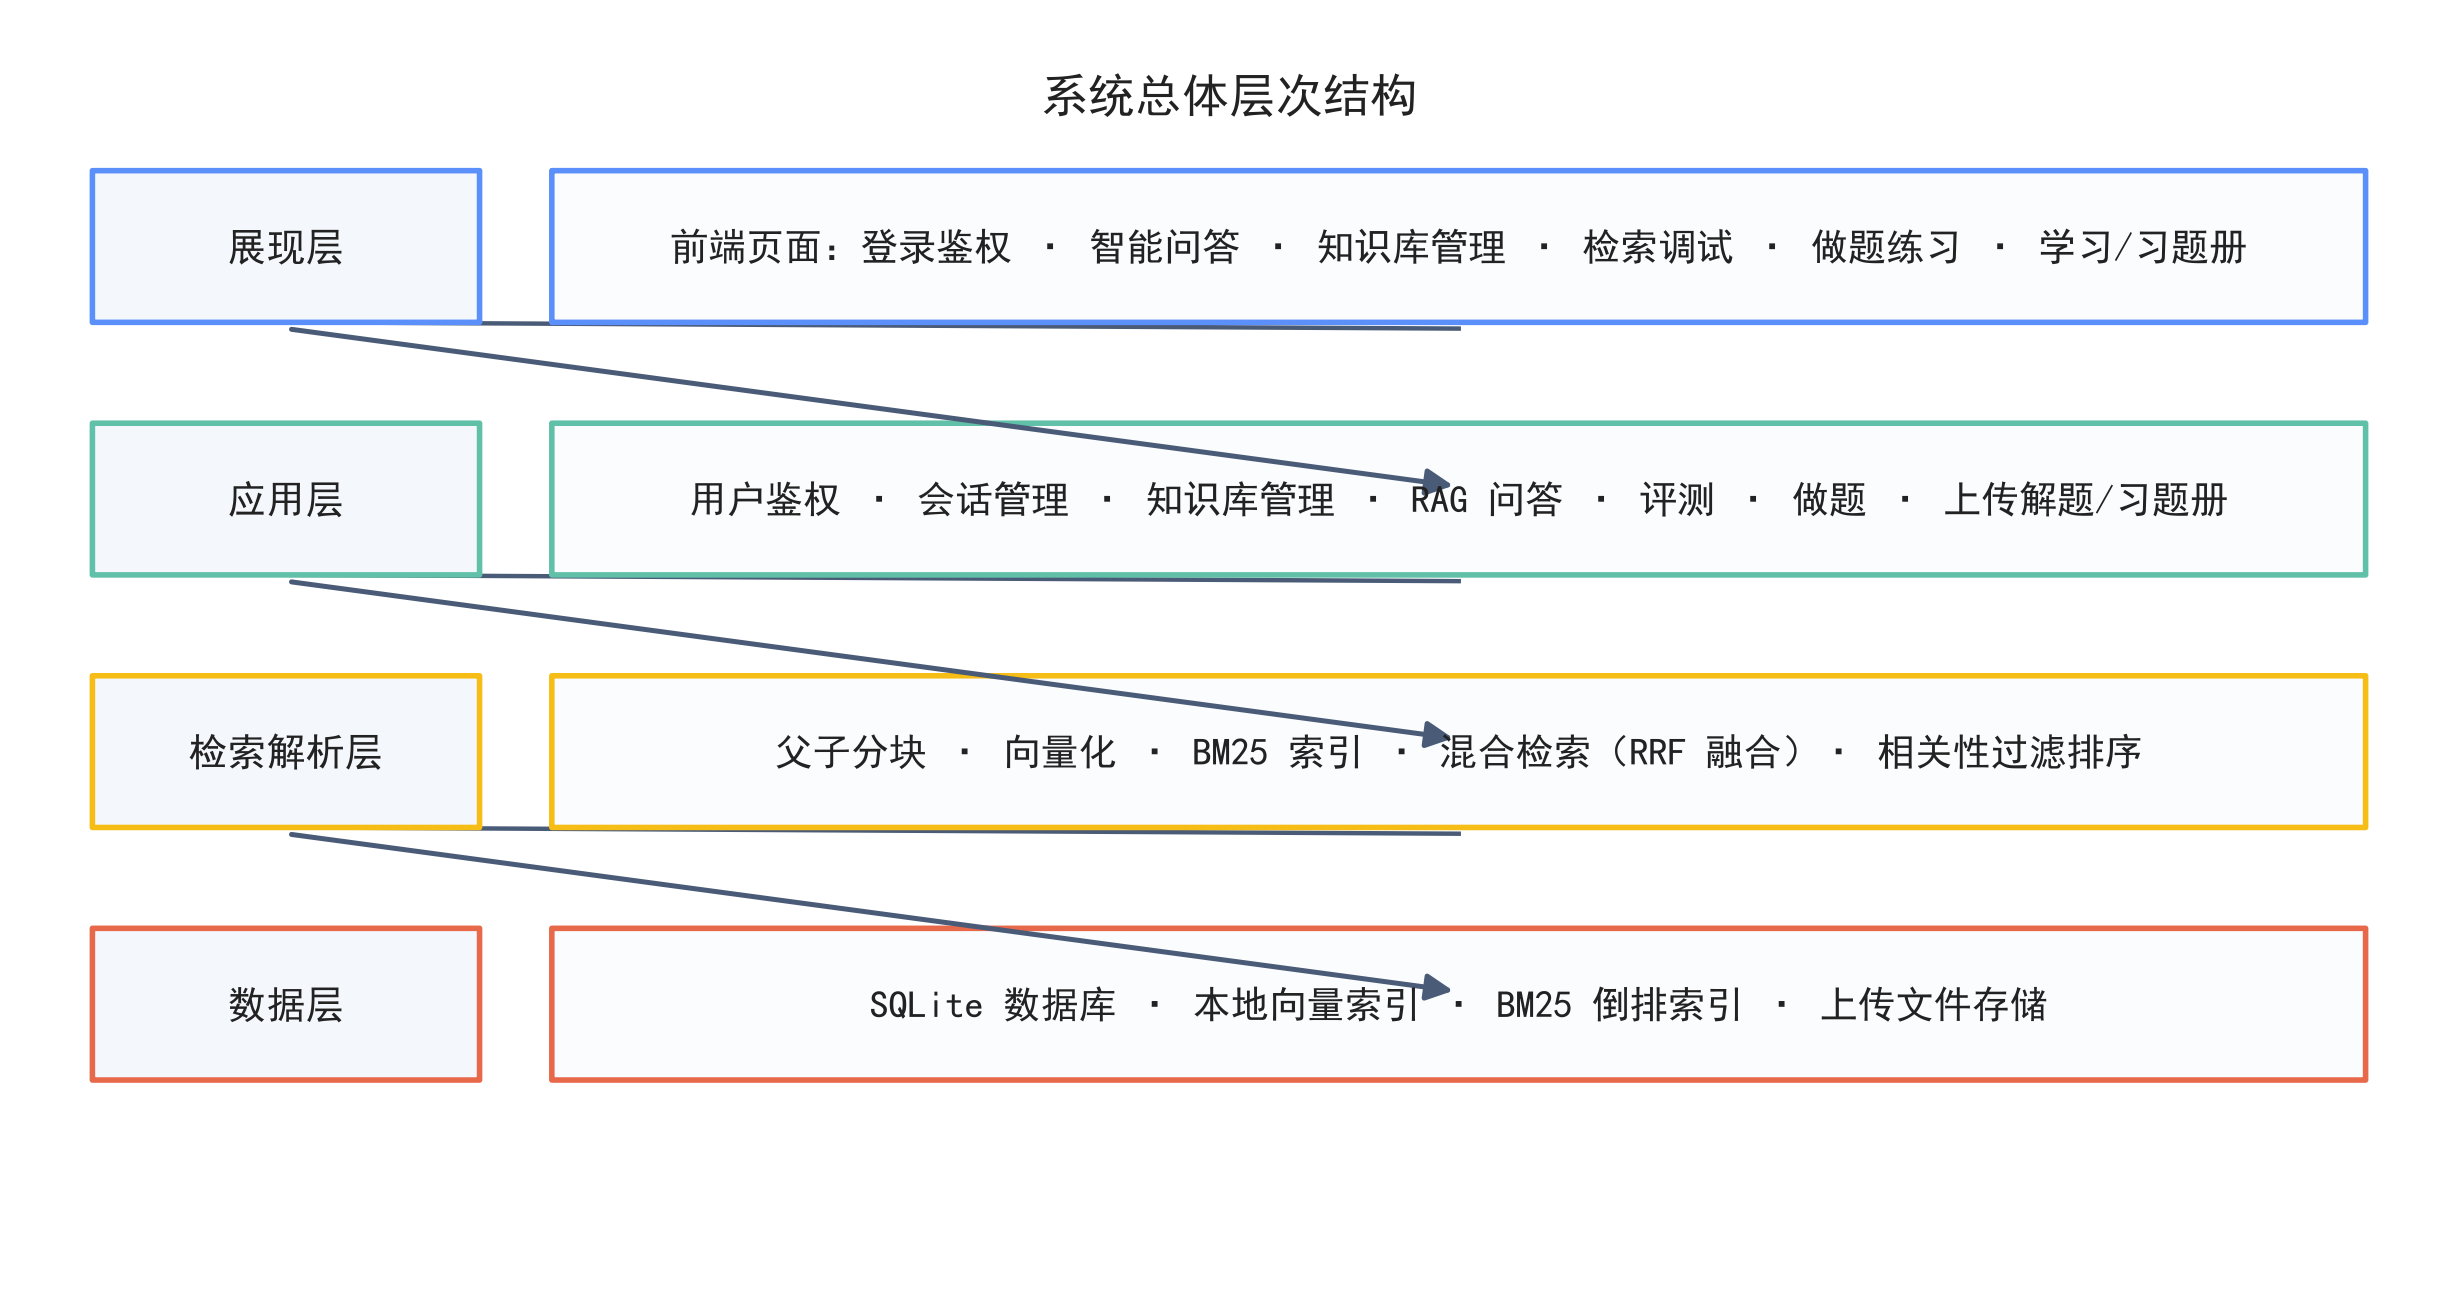 系统总体层次结构
展现层
前端页面：登录鉴权 · 智能问答 · 知识库管理 · 检索调试 · 做题练习 · 学习/习题册
应用层
用户鉴权 · 会话管理 · 知识库管理 · RAG 问答 · 评测 · 做题 · 上传解题/习题册
检索解析层
父子分块 · 向量化 · BM25 索引 · 混合检索（RRF 融合） · 相关性过滤排序
数据层
SQLite 数据库 · 本地向量索引 · BM25 倒排索引 · 上传文件存储